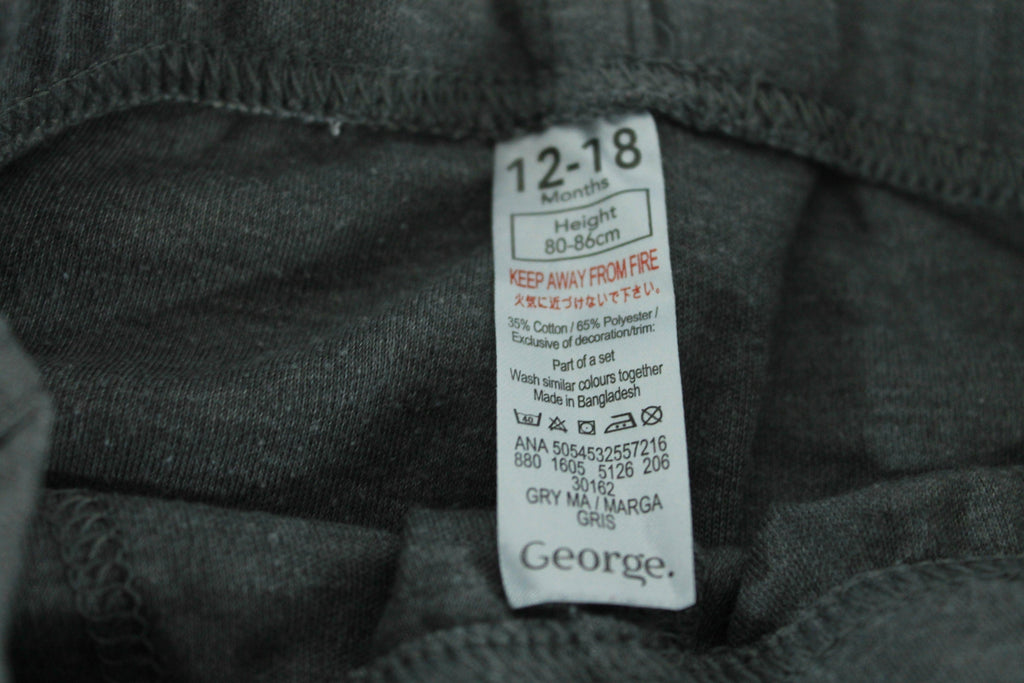 12-18
Months
Height
80-86cm
KEEP AWAY FROM FIRE
火気に近づけないで下さい。
35% Cotton / 65% Polyester /
Exclusive of decoration/trim:
Part of a set
Wash similar colours together
Made in Bangladesh
40
ANA 5054532557216
880 1605 5126 206
30162
GRY MA / MARGA
GRIS
George.